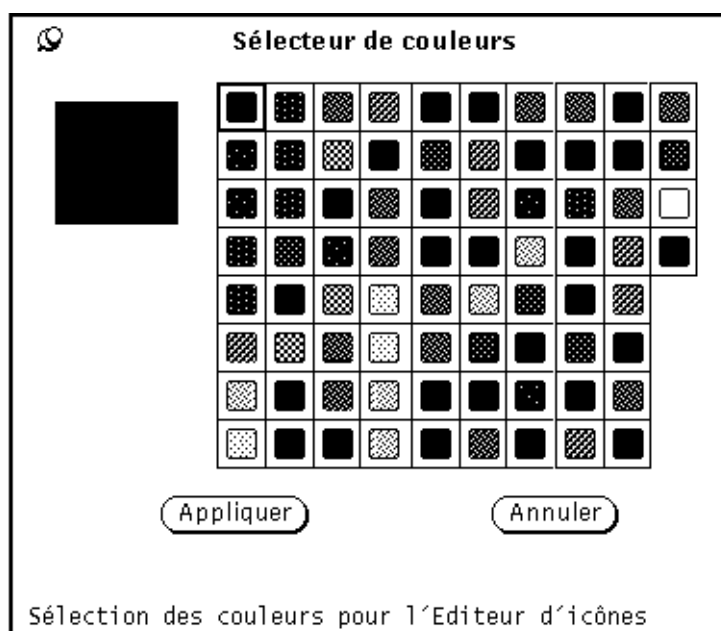 Sélecteur de couleurs
Appliquer
Annuler
Sélection des couleurs pour l´Editeur d´icônes